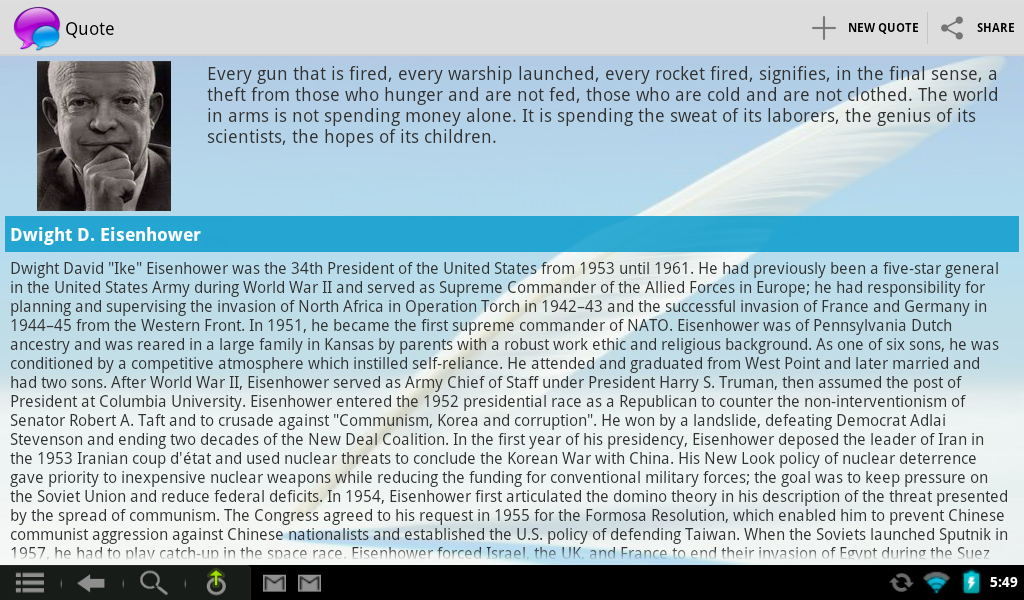 Quote
NEW QUOTE
SHARE
Every gun that is fired, every warship launched, every rocket fired, signifies, in the final sense, a
theft from those who hunger and are not fed, those who are cold and are not clothed. The world
in arms is not spending money alone. It is spending the sweat of its laborers, the genius of its
scientists, the hopes of its children.
Dwight D. Eisenhower
Dwight David "Ike" Eisenhower was the 34th President of the United States from 1953 until 1961. He had previously been a five-star general
in the United States Army during World War II and served as Supreme Commander of the Allied Forces in Europe; he had responsibility for
planning and supervising the invasion of North Africa in Operation Torch in 1942–43 and the successful invasion of France and Germany in
1944–45 from the Western Front. In 1951, he became the first supreme commander of NATO. Eisenhower was of Pennsylvania Dutch
ancestry and was reared in a large family in Kansas by parents with a robust work ethic and religious background. As one of six sons, he was
conditioned by a competitive atmosphere which instilled self-reliance. He attended and graduated from West Point and later married and
had two sons. After World War II, Eisenhower served as Army Chief of Staff under President Harry S. Truman, then assumed the post of
President at Columbia University. Eisenhower entered the 1952 presidential race as a Republican to counter the non-interventionism of
Senator Robert A. Taft and to crusade against "Communism, Korea and corruption". He won by a landslide, defeating Democrat Adlai
Stevenson and ending two decades of the New Deal Coalition. In the first year of his presidency, Eisenhower deposed the leader of Iran in
the 1953 Iranian coup d'état and used nuclear threats to conclude the Korean War with China. His New Look policy of nuclear deterrence
gave priority to inexpensive nuclear weapons while reducing the funding for conventional military forces; the goal was to keep pressure on
the Soviet Union and reduce federal deficits. In 1954, Eisenhower first articulated the domino theory in his description of the threat presented
by the spread of communism. The Congress agreed to his request in 1955 for the Formosa Resolution, which enabled him to prevent Chinese
communist aggression against Chinese nationalists and established the U.S. policy of defending Taiwan. When the Soviets launched Sputnik in
1957, he had to play catch-up in the space race. Eisenhower forced Israel, the UK, and France to end their invasion of Egypt during the Suez
5:49